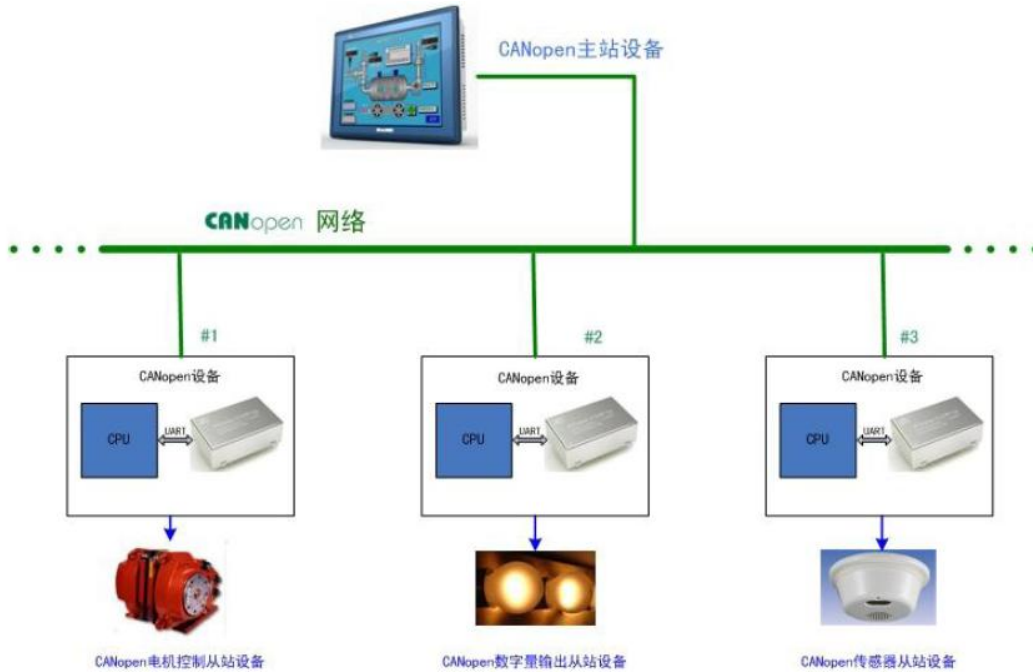 CANopen主站设备
CANopen 网络
#1
#2
#3
CANopen设备
CANopen设备
CANopen设备
CPU
UART
CPU
UART
CPU
UART
CANopen电机控制从站设备
CANopen数字量输出从站设备
CANopen传感器从站设备